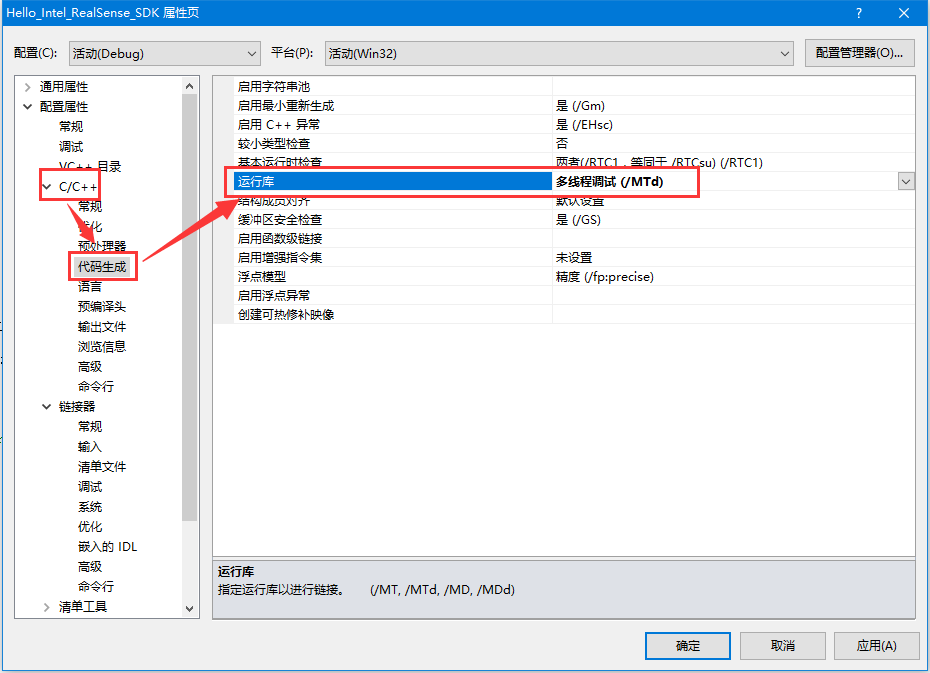 Hello_Intel_RealSense_SDK 属性页
配置(C): 活动(Debug) 平台(P): 活动(Win32) 配置管理器(O)...
通用属性
配置属性
常规
调试
VC++ 目录
C/C++
常规
优化
预处理器
代码生成
语言
预编译头
输出文件
浏览信息
高级
命令行
链接器
常规
输入
清单文件
调试
系统
优化
嵌入的 IDL
高级
命令行
清单工具
启用字符串池
启用最小重新生成 是 (/Gm)
启用 C++ 异常 是 (/EHsc)
较小类型检查 否
基本运行时检查 两者(/RTC1，等同于 /RTCsu) (/RTC1)
运行库 多线程调试 (/MTd)
结构成员对齐 默认设置
缓冲区安全检查 是 (/GS)
启用函数级链接
启用增强指令集 未设置
浮点模型 精度 (/fp:precise)
启用浮点异常
创建可热修补映像
运行库
指定运行库以进行链接。 (/MT, /MTd, /MD, /MDd)
确定 取消 应用(A)